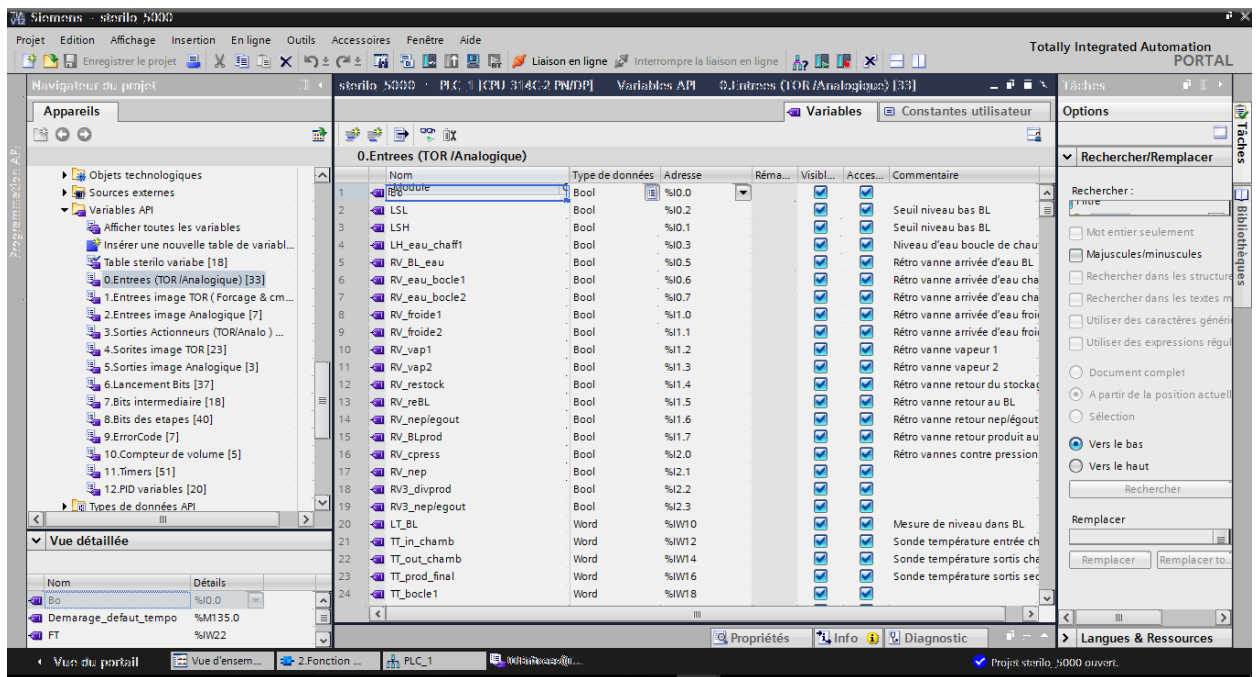 Siemens - sterilo_5000
Projet Edition Affichage Insertion En ligne Outils Accessoires Fenêtre Aide
Totally Integrated Automation
PORTAL
Enregistrer le projet
Liaison en ligne
Interrompre la liaison en ligne
Navigateur du projet
sterilo_5000 PLC_1 [CPU 314C-2 PN/DP] Variables API 0.Entrees (TOR /Analogique) [33]
Tâches
Appareils
Variables
Constantes utilisateur
Options
Programmation API
Objets technologiques
Sources externes
Variables API
Afficher toutes les variables
Insérer une nouvelle table de variabl...
Table sterilo variabe [18]
0.Entrees (TOR /Analogique) [33]
1.Entrees image TOR ( Forcage & cm...
2.Entrees image Analogique [7]
3.Sorties Actionneurs (TOR/Analo ) ...
4.Sorites image TOR [23]
5.Sorties image Analogique [3]
6.Lancement Bits [37]
7.Bits intermediaire [18]
8.Bits des etapes [40]
9.ErrorCode [7]
10.Compteur de volume [5]
11.Timers [51]
12.PID variables [20]
Types de données API
Vue détaillée
Nom Détails
Bo %I0.0
Demarage_defaut_tempo %M135.0
FT %IW22
0.Entrees (TOR /Analogique)
Nom Type de données Adresse Réma... Visibl... Acces... Commentaire
Module
1 Bo Bool %I0.0
2 LSL Bool %I0.2 Seuil niveau bas BL
3 LSH Bool %I0.1 Seuil niveau bas BL
4 LH_eau_chaff1 Bool %I0.3 Niveau d'eau boucle de chau
5 RV_BL_eau Bool %I0.5 Rétro vanne arrivée d'eau BL
6 RV_eau_bocle1 Bool %I0.6 Rétro vanne arrivée d'eau cha
7 RV_eau_bocle2 Bool %I0.7 Rétro vanne arrivée d'eau cha
8 RV_froide1 Bool %I1.0 Rétro vanne arrivée d'eau froi
9 RV_froide2 Bool %I1.1 Rétro vanne arrivée d'eau froi
10 RV_vap1 Bool %I1.2 Rétro vanne vapeur 1
11 RV_vap2 Bool %I1.3 Rétro vanne vapeur 2
12 RV_restock Bool %I1.4 Rétro vanne retour du stockag
13 RV_reBL Bool %I1.5 Rétro vanne retour au BL
14 RV_nep/egout Bool %I1.6 Rétro vanne retour nep/égout
15 RV_BLprod Bool %I1.7 Rétro vanne retour produit au
16 RV_cpress Bool %I2.0 Rétro vannes contre pression
17 RV_nep Bool %I2.1
18 RV3_divprod Bool %I2.2
19 RV3_nep/egout Bool %I2.3
20 LT_BL Word %IW10 Mesure de niveau dans BL
21 TT_in_chamb Word %IW12 Sonde température entrée ch
22 TT_out_chamb Word %IW14 Sonde température sortis cha
23 TT_prod_final Word %IW16 Sonde température sortis sec
24 TT_bocle1 Word %IW18
Rechercher/Remplacer
Rechercher :
Mot entier seulement
Majuscules/minuscules
Rechercher dans les structure
Rechercher dans les textes m
Utiliser des caractères généri
Utiliser des expressions régul
Document complet
A partir de la position actuell
Sélection
Vers le bas
Vers le haut
Rechercher
Remplacer
Remplacer Remplacer to...
Langues & Ressources
Tâches
Bibliothèques
Propriétés Info Diagnostic
Vue du portail Vue d'ensem... 2.Fonction ... PLC_1
Projet sterilo_5000 ouvert.